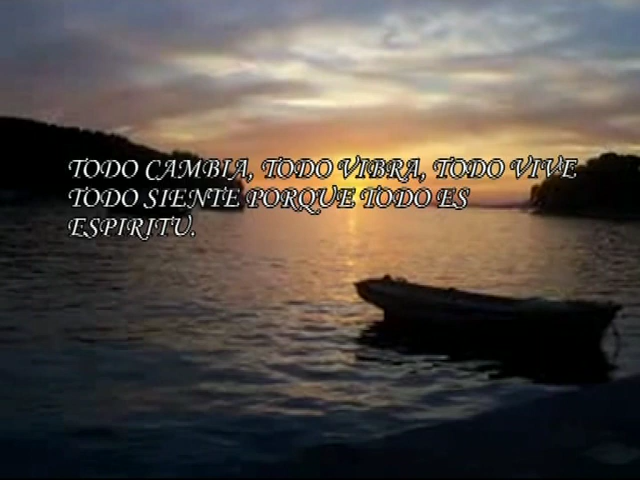 TODO CAMBIA, TODO VIBRA, TODO VIVE
TODO SIENTE PORQUE TODO ES
ESPIRITU.